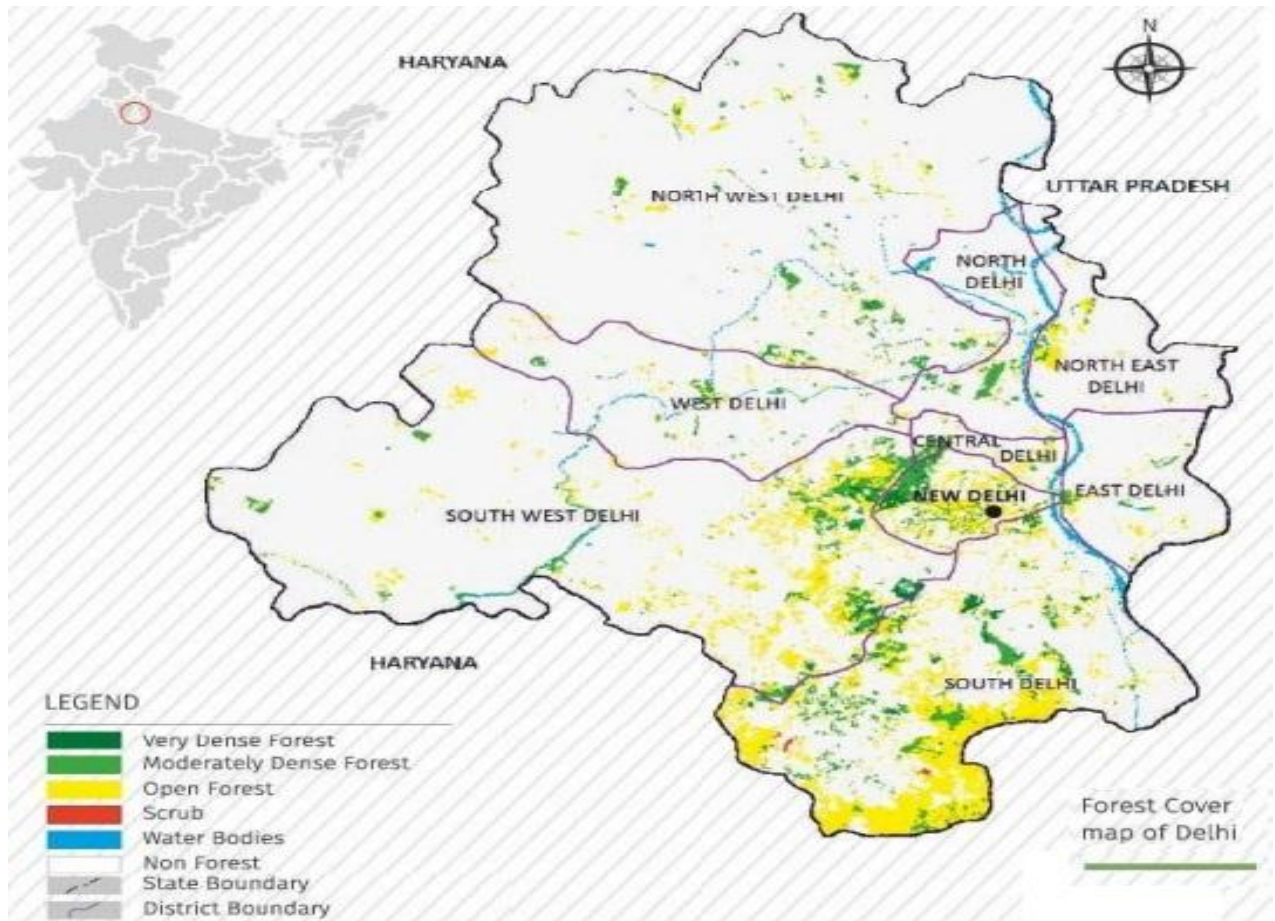 N
HARYANA
UTTAR PRADESH
NORTH WEST DELHI
NORTH
DELHI
NORTH EAST
DELHI
WEST DELHI
CENTRAL
DELHI
NEW DELHI
EAST DELHI
SOUTH WEST DELHI
HARYANA
SOUTH DELHI
LEGEND
Very Dense Forest
Moderately Dense Forest
Open Forest
Scrub
Water Bodies
Non Forest
State Boundary
District Boundary
Forest Cover
map of Delhi